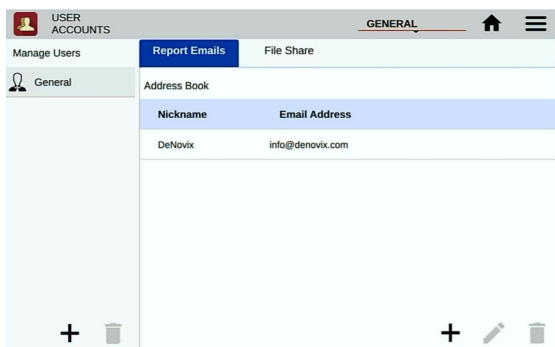 USER
ACCOUNTS
GENERAL
Manage Users
Report Emails
File Share
General
Address Book
Nickname
Email Address
DeNovix
info@denovix.com